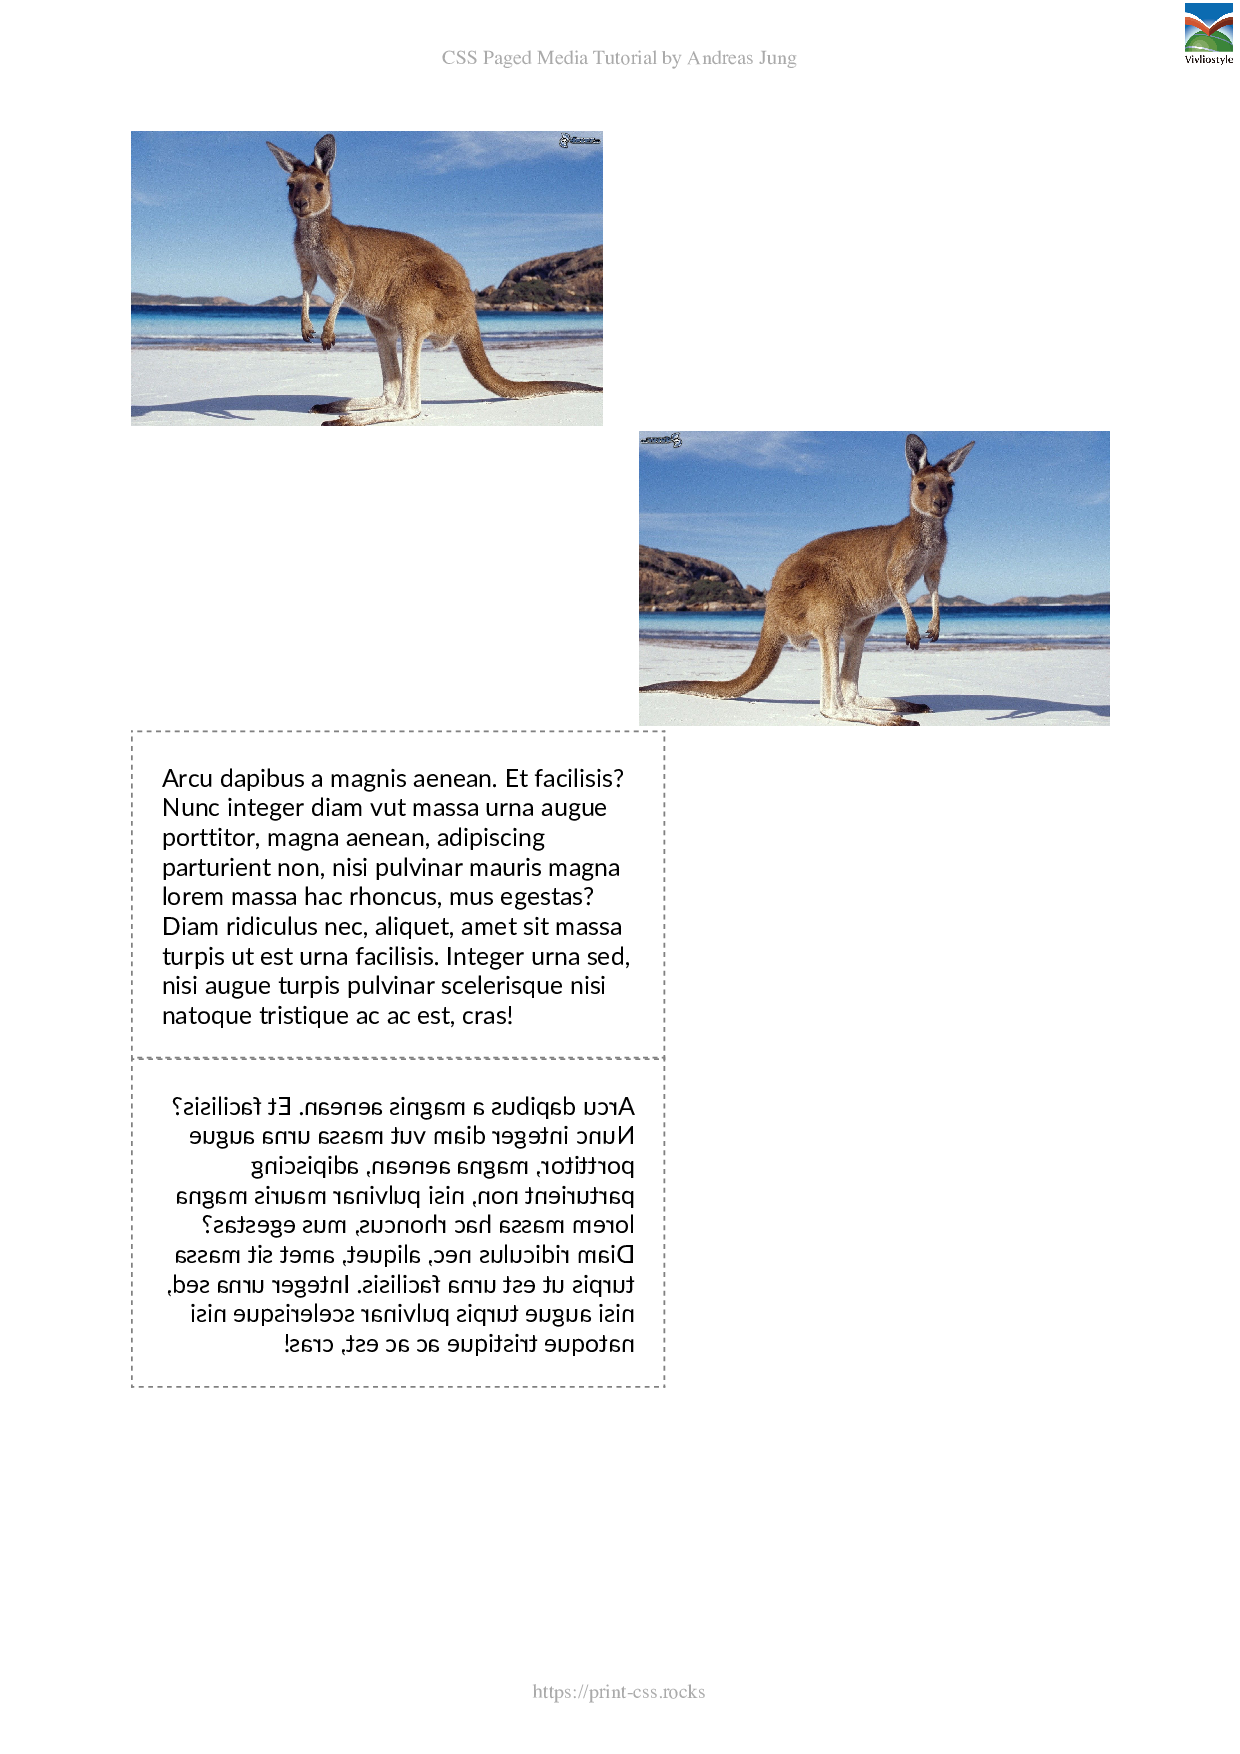 CSS Paged Media Tutorial by Andreas Jung
Vivliostyle
Arcu dapibus a magnis aenean. Et facilisis?
Nunc integer diam vut massa urna augue
porttitor, magna aenean, adipiscing
parturient non, nisi pulvinar mauris magna
lorem massa hac rhoncus, mus egestas?
Diam ridiculus nec, aliquet, amet sit massa
turpis ut est urna facilisis. Integer urna sed,
nisi augue turpis pulvinar scelerisque nisi
natoque tristique ac ac est, cras!
Arcu dapibus a magnis aenean. Et facilisis?
Nunc integer diam vut massa urna augue
porttitor, magna aenean, adipiscing
parturient non, nisi pulvinar mauris magna
lorem massa hac rhoncus, mus egestas?
Diam ridiculus nec, aliquet, amet sit massa
turpis ut est urna facilisis. Integer urna sed,
nisi augue turpis pulvinar scelerisque nisi
natoque tristique ac ac est, cras!
https://print-css.rocks